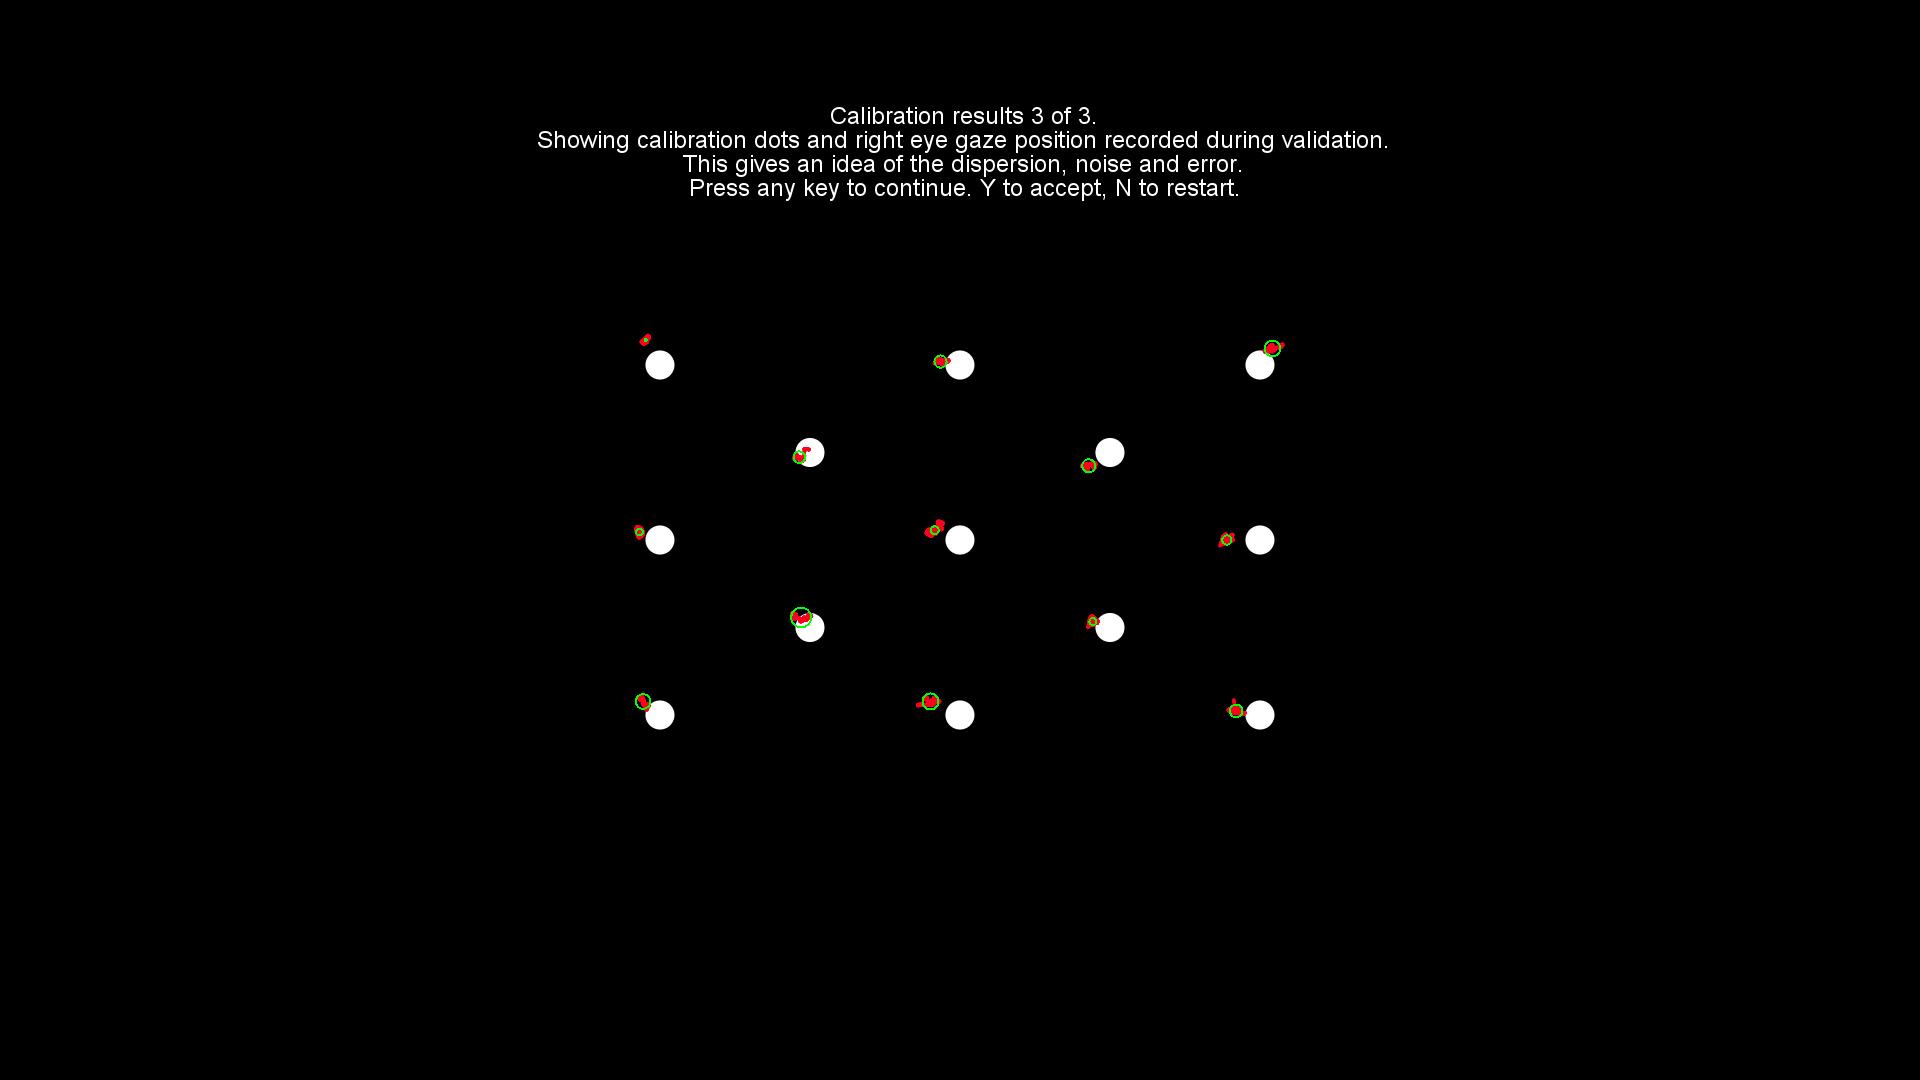 Calibration results 3 of 3.
Showing calibration dots and right eye gaze position recorded during validation.
This gives an idea of the dispersion, noise and error.
Press any key to continue. Y to accept, N to restart.